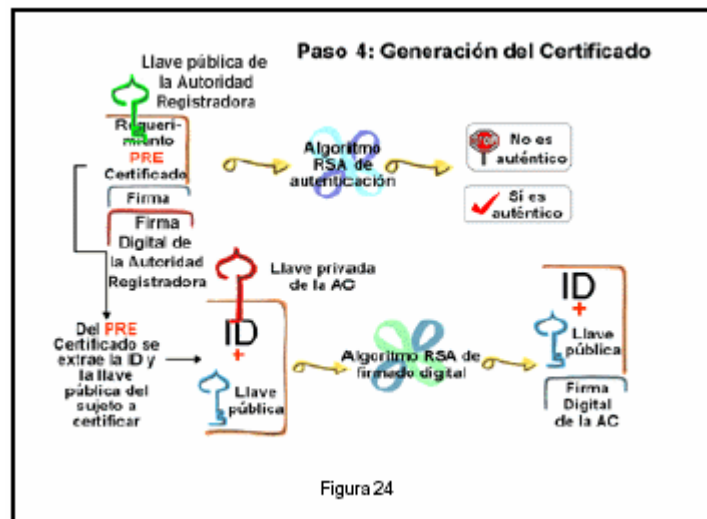 Paso 4: Generación del Certificado
Llave pública de
la Autoridad
Registradora
Requeri-
miento
PRE
Certificado
Firma
Firma
Digital de
la Autoridad
Registradora
Algoritmo
RSA de
autenticación
STOP
No es
auténtico
Sí es
auténtico
Llave privada
de la AC
Del PRE
Certificado se
extrae la ID y
la llave
pública del
sujeto a
certificar
ID
+
Llave
pública
Algoritmo RSA de
firmado digital
ID
+
Llave
pública
Firma
Digital
de la AC
Figura 24